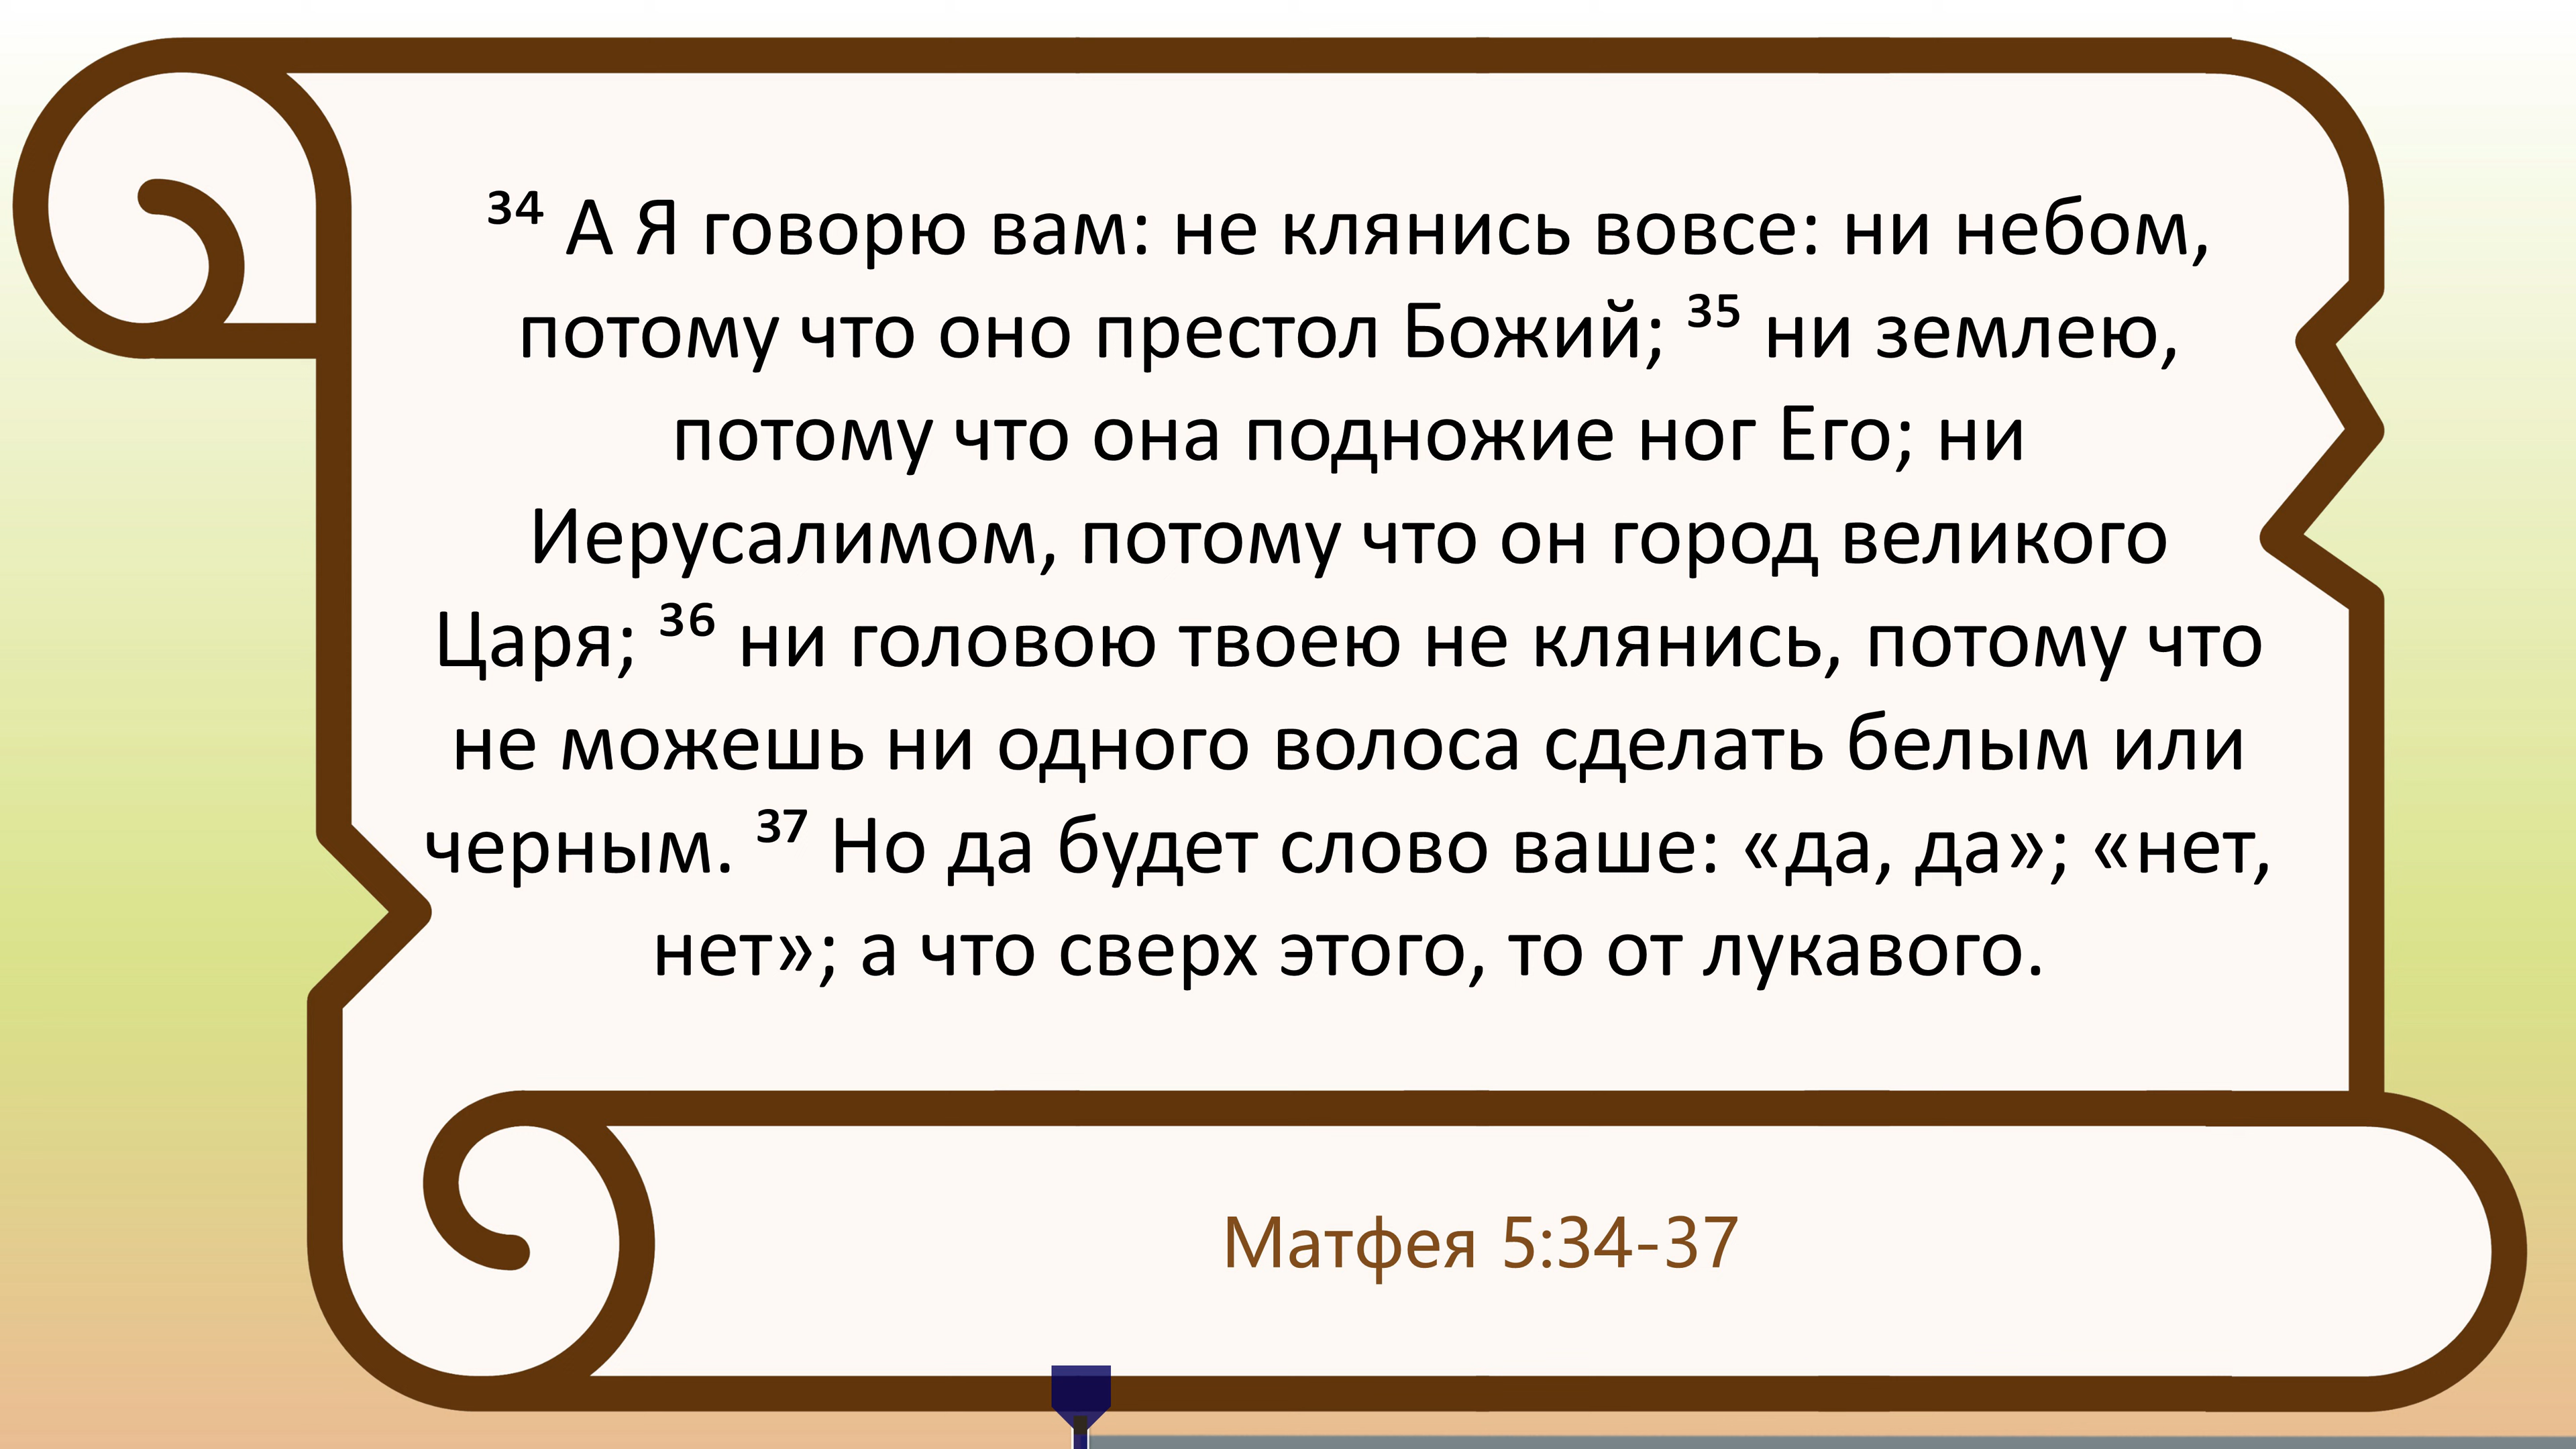 ³⁴ А Я говорю вам: не клянись вовсе: ни небом,
потому что оно престол Божий; ³⁵ ни землею,
потому что она подножие ног Его; ни
Иерусалимом, потому что он город великого
Царя; ³⁶ ни головою твоею не клянись, потому что
не можешь ни одного волоса сделать белым или
черным. ³⁷ Но да будет слово ваше: «да, да»; «нет,
нет»; а что сверх этого, то от лукавого.
Матфея 5:34-37